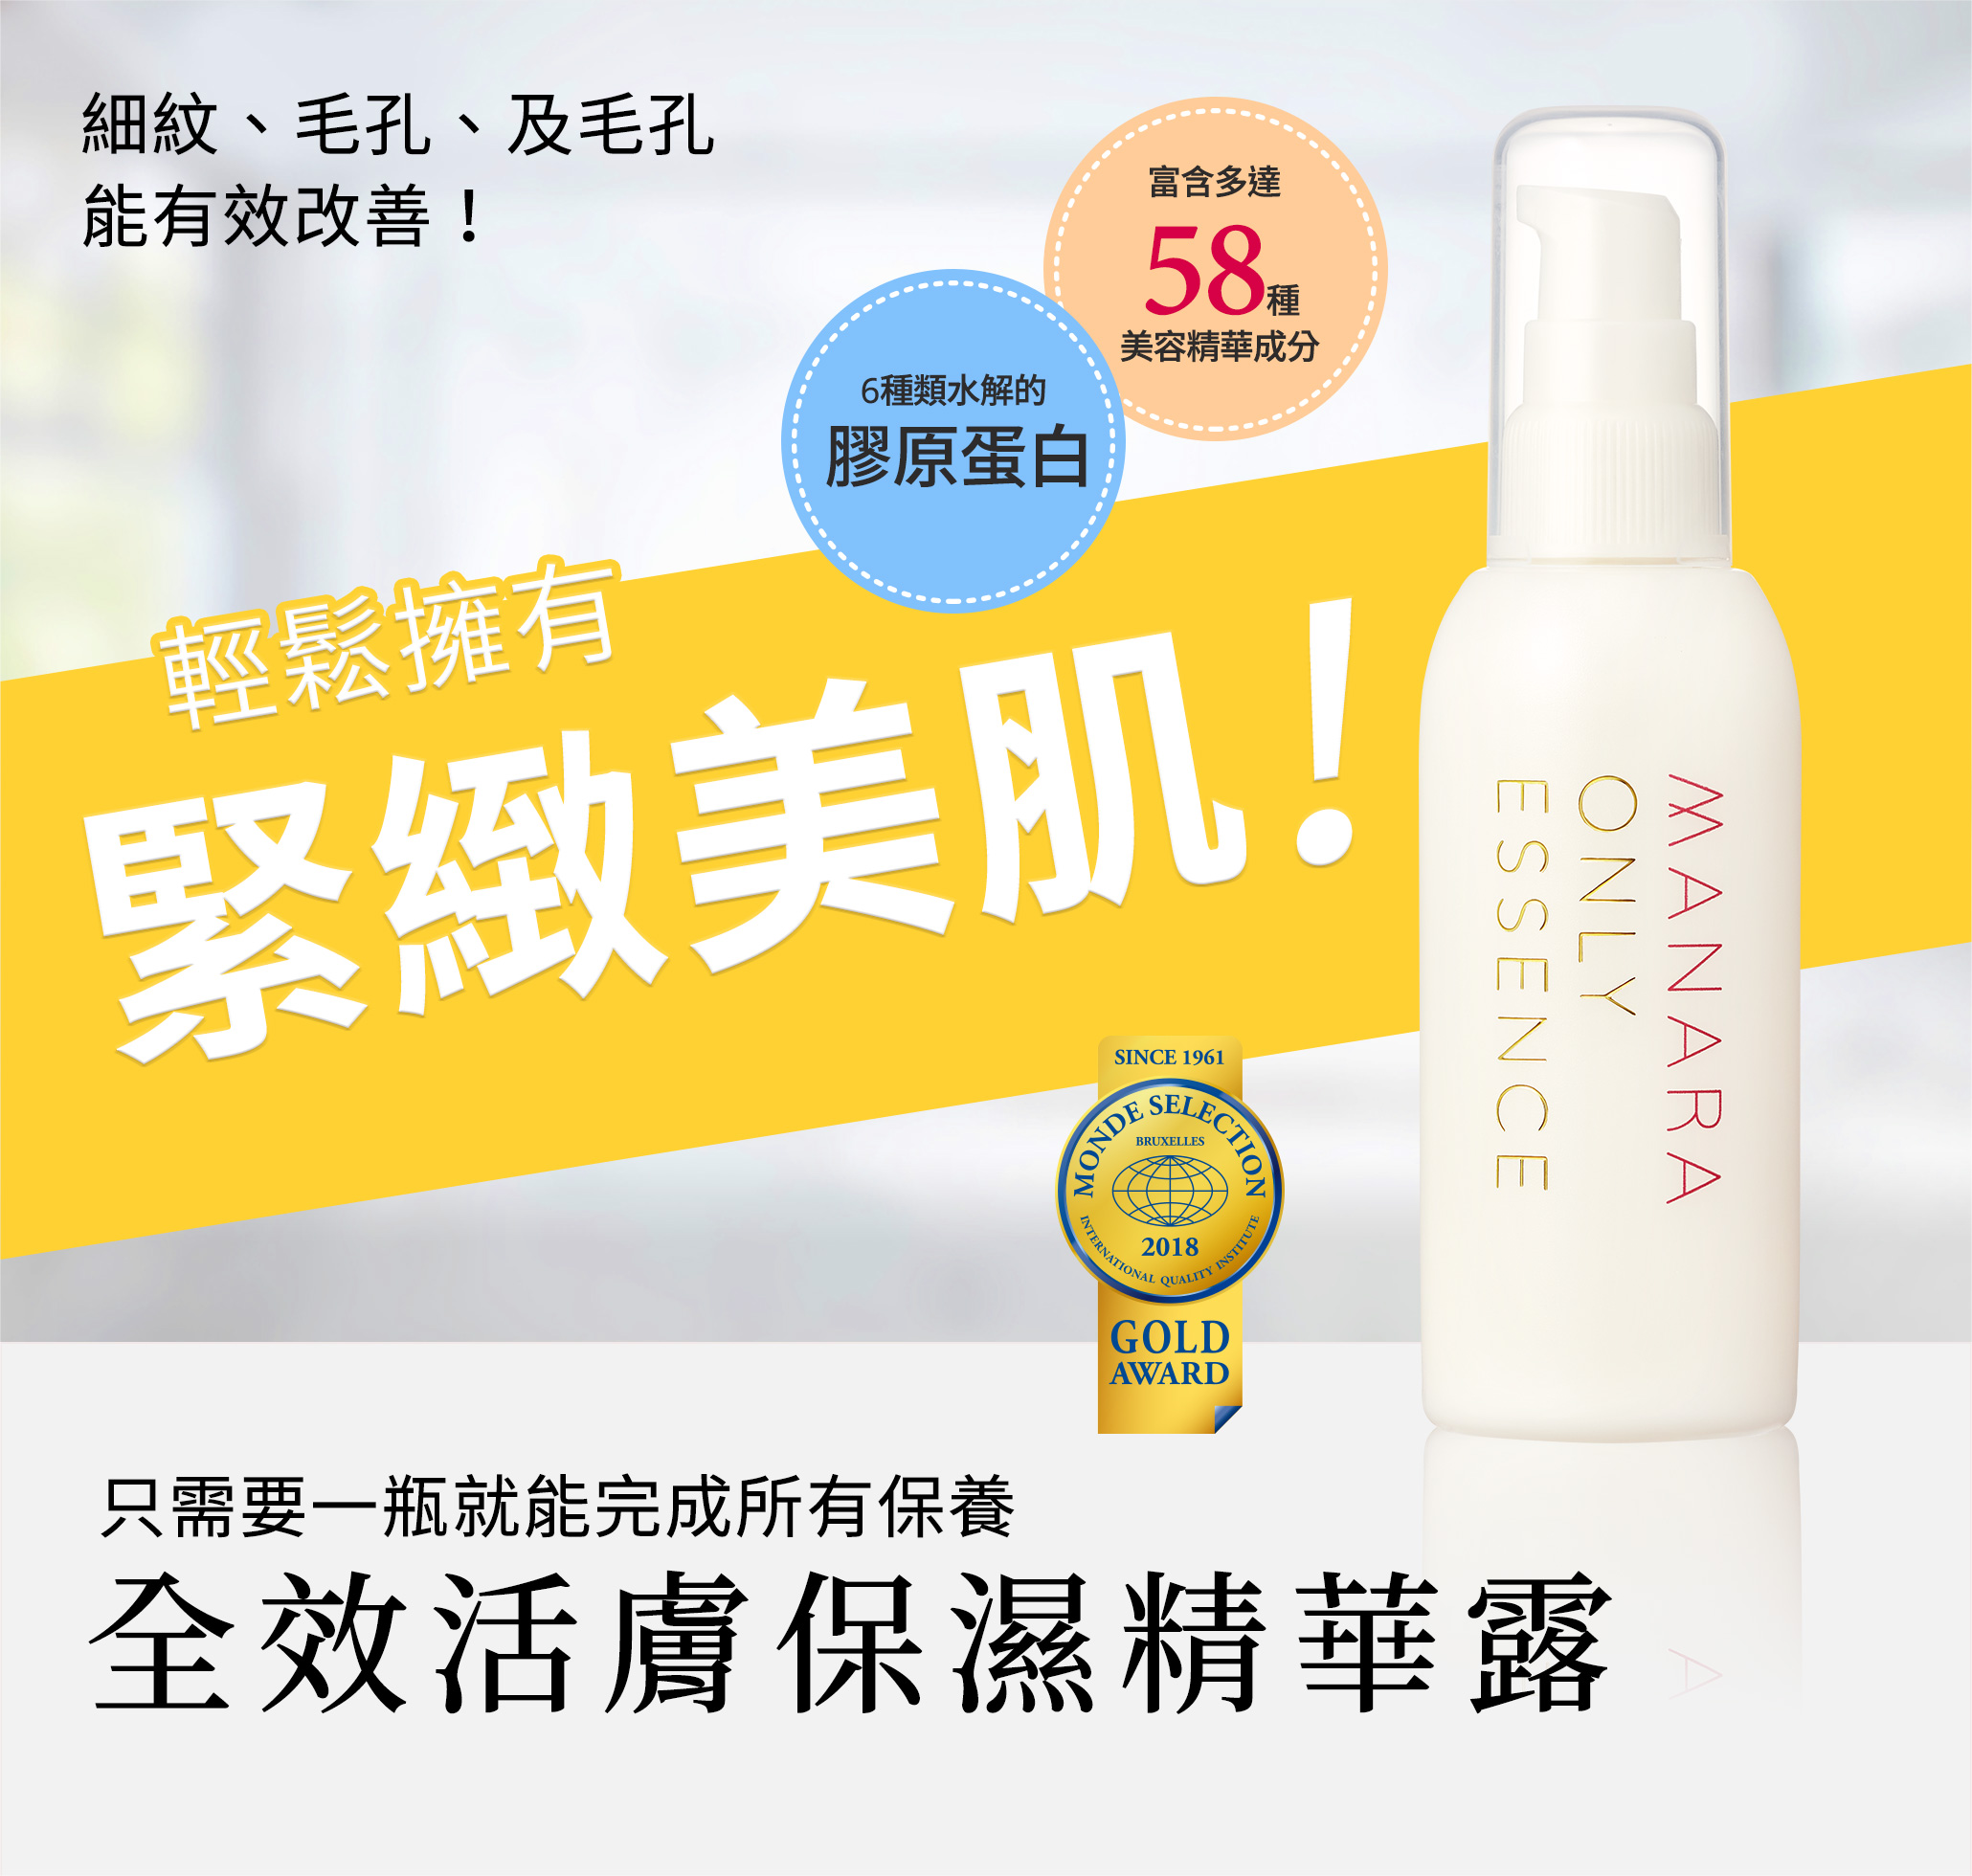 細紋、毛孔、及毛孔
能有效改善！
富含多達
58種
美容精華成分
6種類水解的
膠原蛋白
輕鬆擁有
緊緻美肌！
MANARA
ONLY
ESSENCE
SINCE 1961
MONDE SELECTION
BRUXELLES
2018
INTERNATIONAL QUALITY INSTITUTE
GOLD
AWARD
只需要一瓶就能完成所有保養
全效活膚保濕精華露